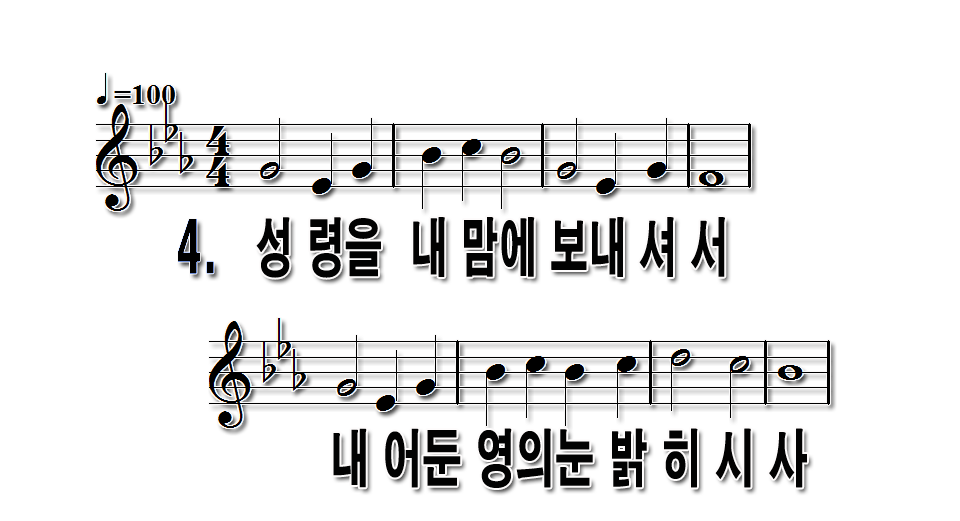 ♩=100
4. 성 령을 내 맘에 보내 셔 서
내 어둔 영의눈 밝 히 시 사